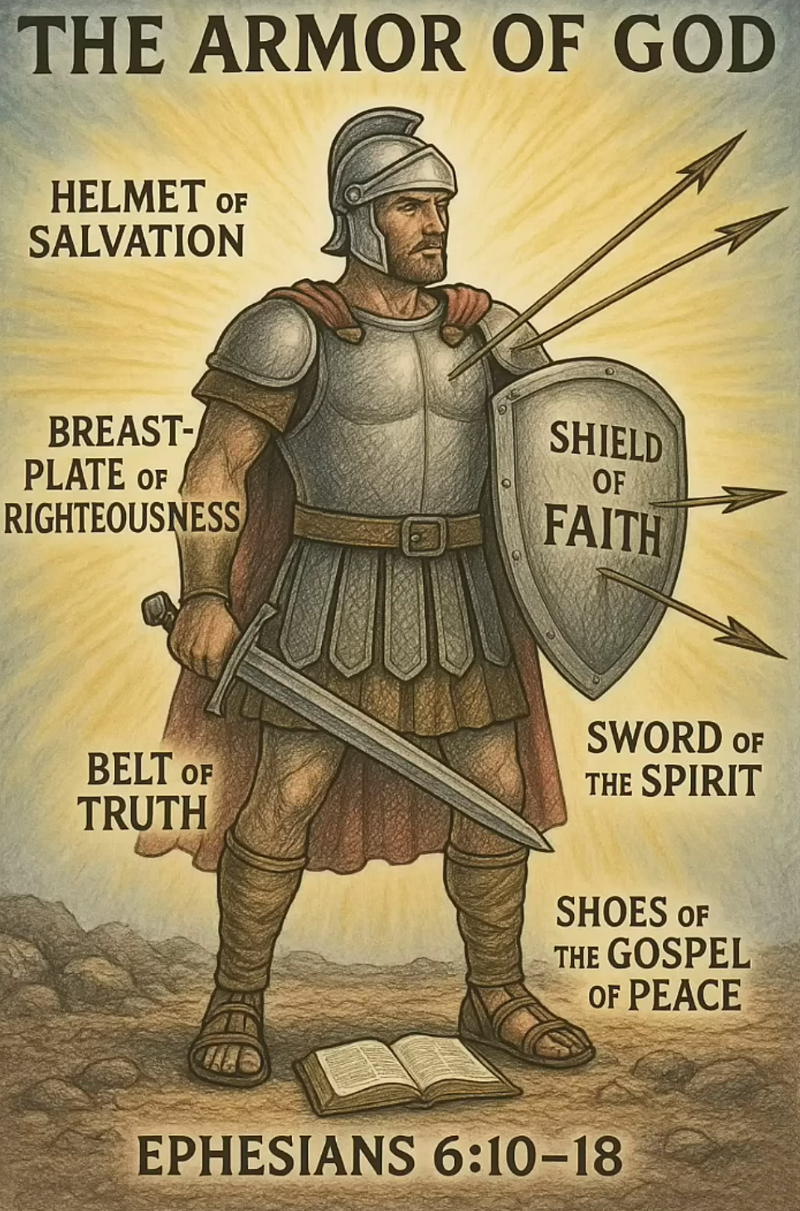 THE ARMOR OF GOD
HELMET OF
SALVATION
BREAST-
PLATE OF
RIGHTEOUSNESS
SHIELD
OF
FAITH
SWORD OF
THE SPIRIT
BELT OF
TRUTH
SHOES OF
THE GOSPEL
OF PEACE
EPHESIANS 6:10–18